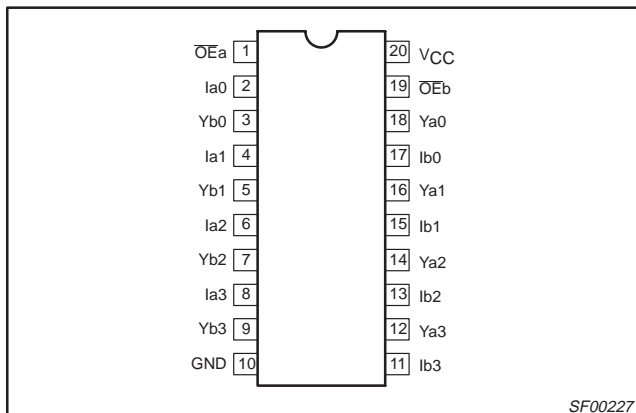 O̅E̅a 1 20 VCC
Ia0 2 19 O̅E̅b
Yb0 3 18 Ya0
Ia1 4 17 Ib0
Yb1 5 16 Ya1
Ia2 6 15 Ib1
Yb2 7 14 Ya2
Ia3 8 13 Ib2
Yb3 9 12 Ya3
GND 10 11 Ib3
SF00227